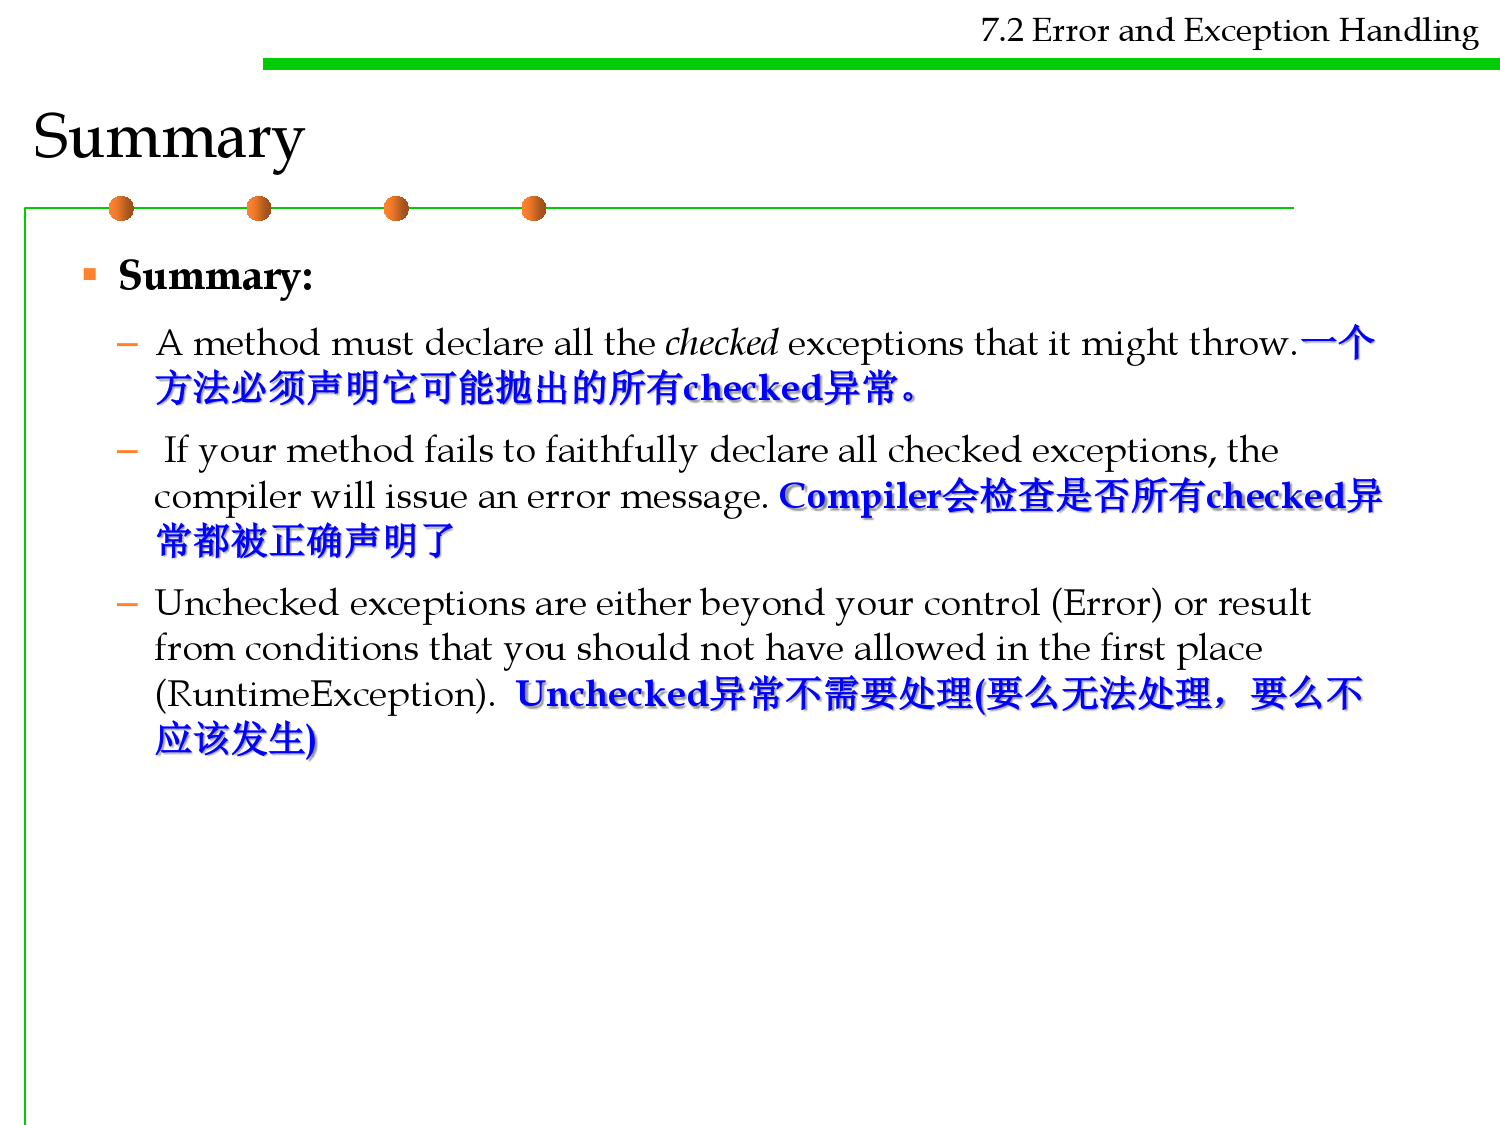 7.2 Error and Exception Handling
Summary
Summary:
– A method must declare all the checked exceptions that it might throw.一个
方法必须声明它可能抛出的所有checked异常。
– If your method fails to faithfully declare all checked exceptions, the
compiler will issue an error message. Compiler会检查是否所有checked异
常都被正确声明了
– Unchecked exceptions are either beyond your control (Error) or result
from conditions that you should not have allowed in the first place
(RuntimeException). Unchecked异常不需要处理(要么无法处理，要么不
应该发生)